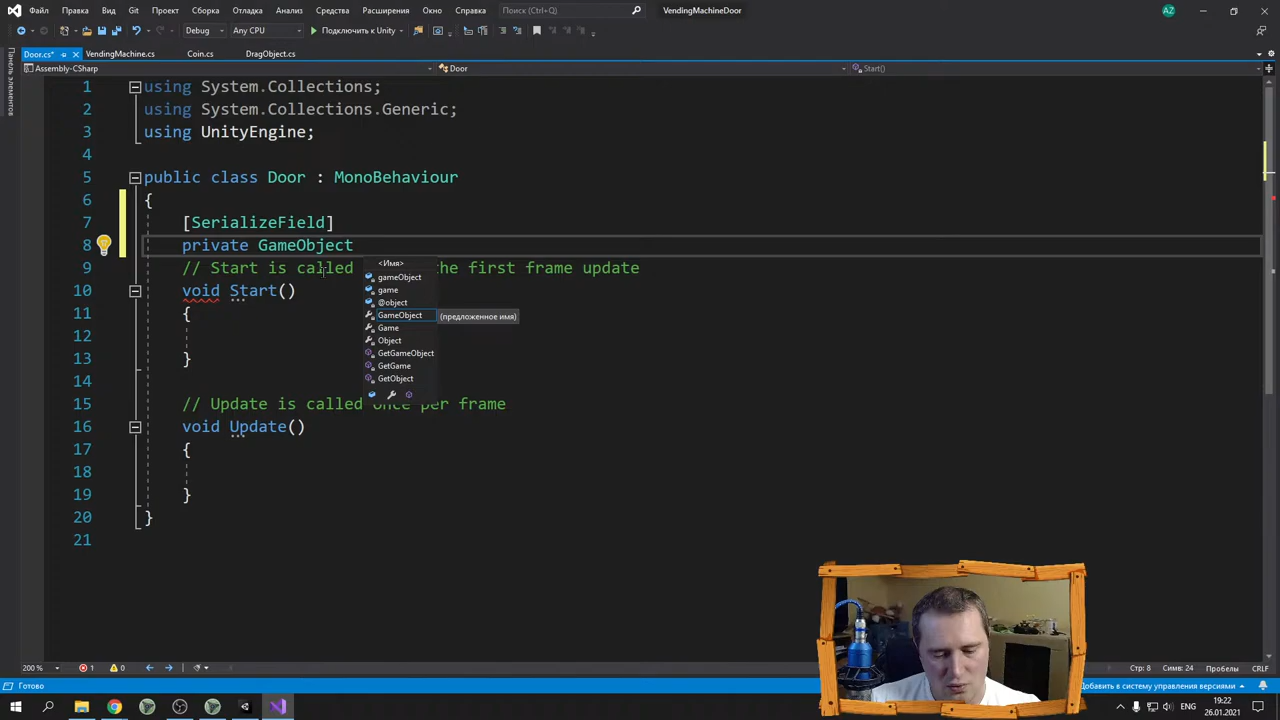 Файл Правка Вид Git Проект Сборка Отладка Анализ Средства Расширения Окно Справка Поиск (Ctrl+Q) VendingMachineDoor AZ
Debug Any CPU Подключить к Unity
Door.cs* VendingMachine.cs Coin.cs DragObject.cs
Панель элементов
Assembly-CSharp Door Start()
1 using System.Collections;
2 using System.Collections.Generic;
3 using UnityEngine;
4
5 public class Door : MonoBehaviour
6 {
7 [SerializeField]
8 private GameObject
9 // Start is called the first frame update
10 void Start()
11 {
12
13 }
14
15 // Update is called once per frame
16 void Update()
17 {
18
19 }
20 }
21
<Имя>
gameObject
game
@object
GameObject (предложенное имя)
Game
Object
GetGameObject
GetGame
GetObject
200 % 1 0 Стр: 8 Симв: 24 Пробелы CRLF
Готово Добавить в систему управления версиями
ENG 19:22
26.01.2021